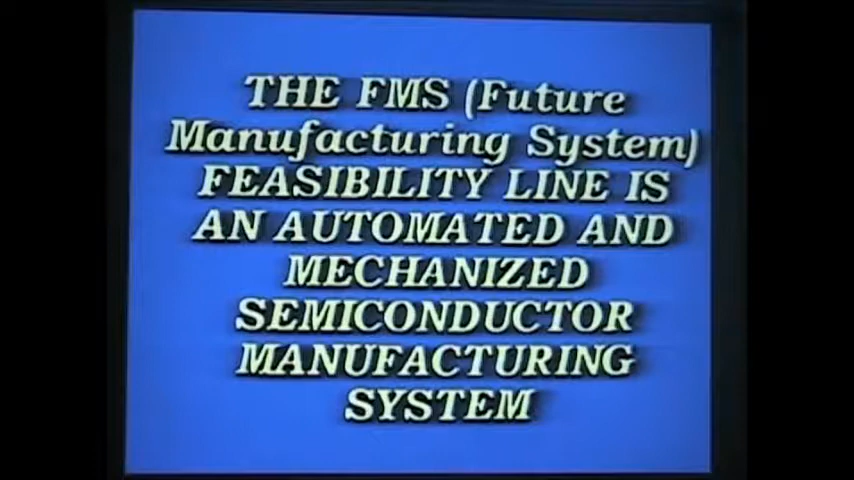 THE FMS (Future
Manufacturing System)
FEASIBILITY LINE IS
AN AUTOMATED AND
MECHANIZED
SEMICONDUCTOR
MANUFACTURING
SYSTEM